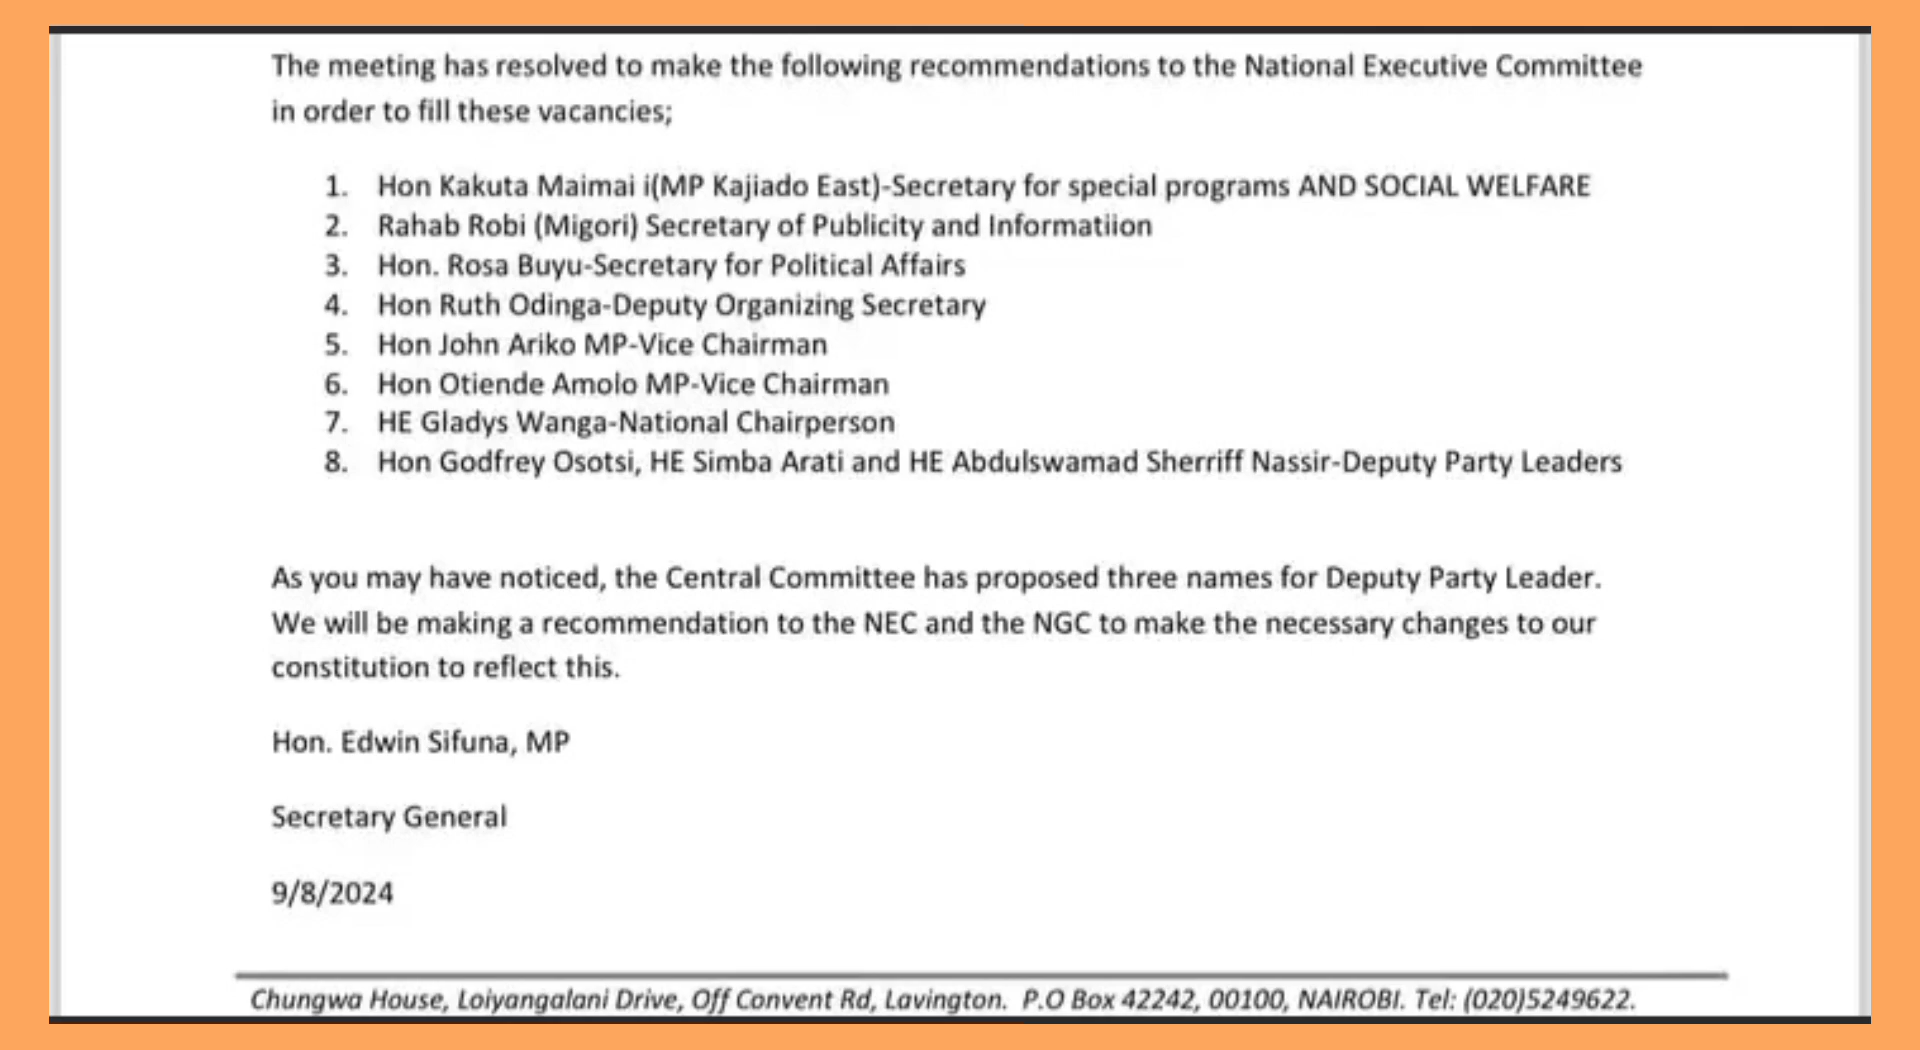 The meeting has resolved to make the following recommendations to the National Executive Committee
in order to fill these vacancies;
1. Hon Kakuta Maimai i(MP Kajiado East)-Secretary for special programs AND SOCIAL WELFARE
2. Rahab Robi (Migori) Secretary of Publicity and Informatiion
3. Hon. Rosa Buyu-Secretary for Political Affairs
4. Hon Ruth Odinga-Deputy Organizing Secretary
5. Hon John Ariko MP-Vice Chairman
6. Hon Otiende Amolo MP-Vice Chairman
7. HE Gladys Wanga-National Chairperson
8. Hon Godfrey Osotsi, HE Simba Arati and HE Abdulswamad Sherriff Nassir-Deputy Party Leaders
As you may have noticed, the Central Committee has proposed three names for Deputy Party Leader.
We will be making a recommendation to the NEC and the NGC to make the necessary changes to our
constitution to reflect this.
Hon. Edwin Sifuna, MP
Secretary General
9/8/2024
Chungwa House, Loiyangalani Drive, Off Convent Rd, Lavington. P.O Box 42242, 00100, NAIROBI. Tel: (020)5249622.